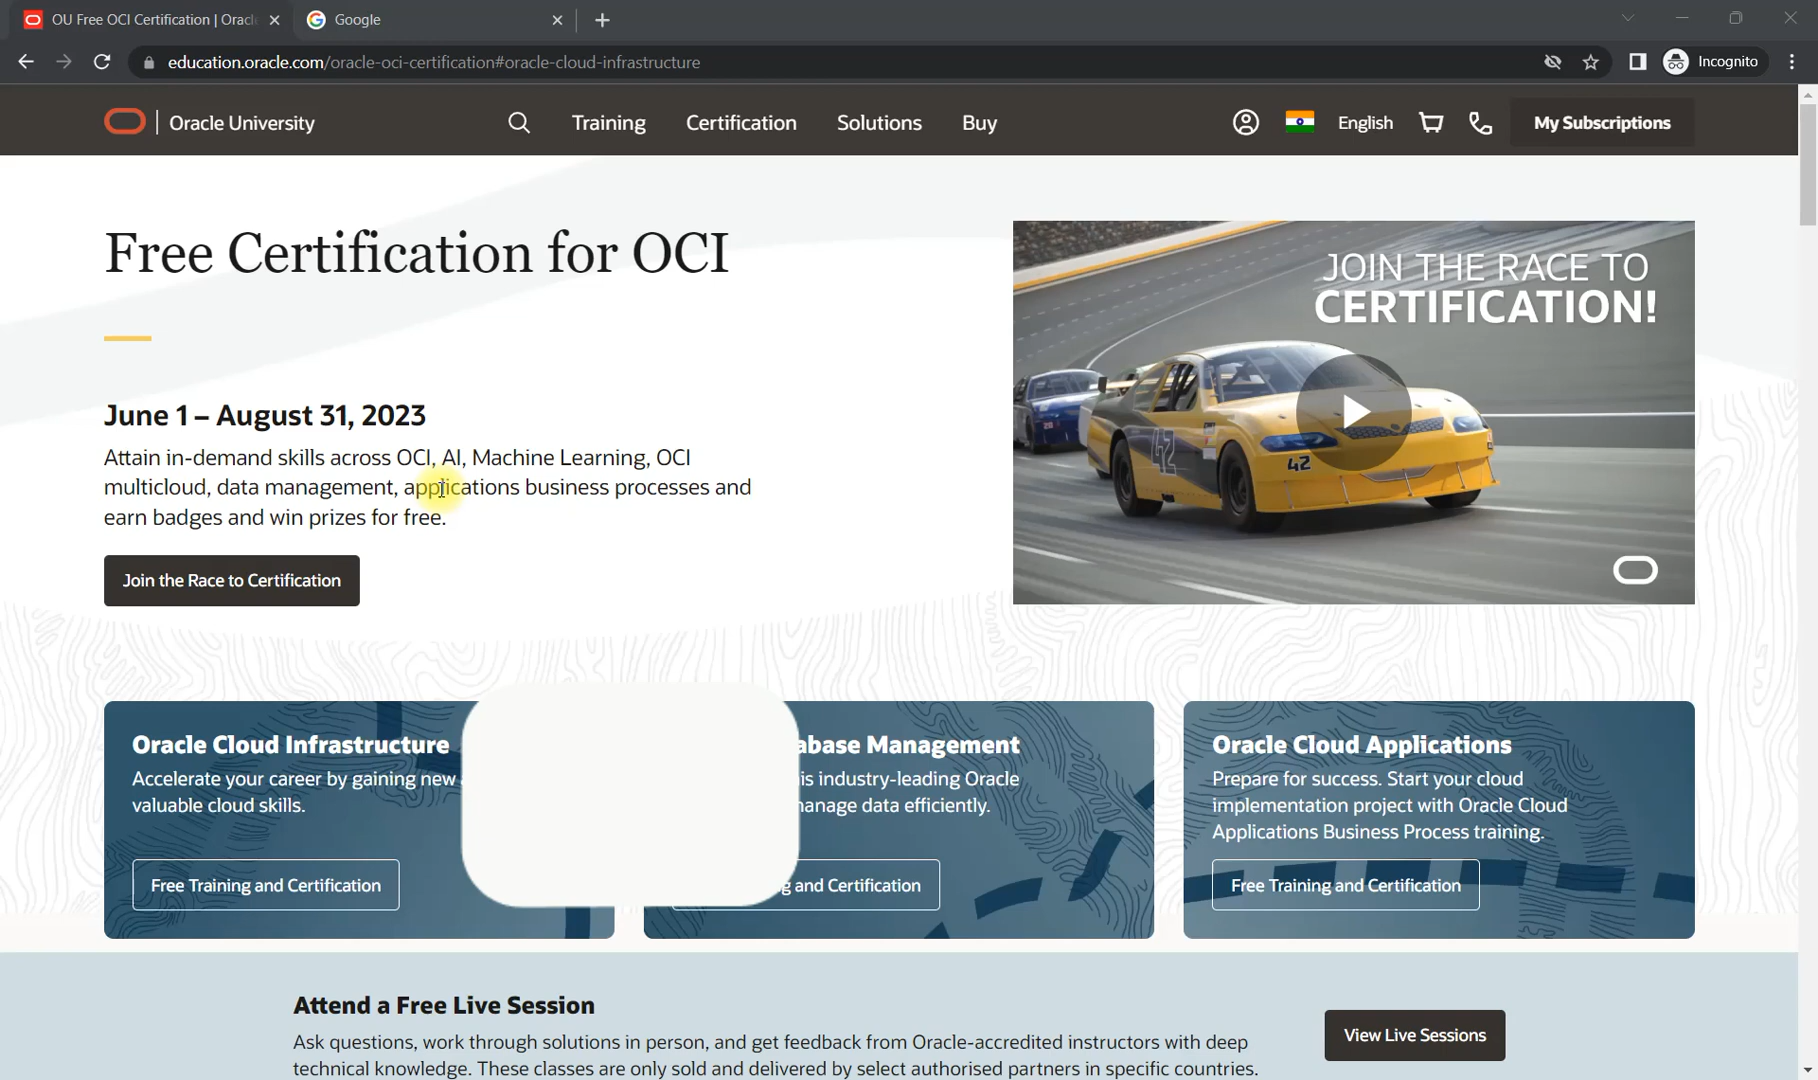 OU Free OCI Certification | Oracl
Google
education.oracle.com/oracle-oci-certification#oracle-cloud-infrastructure
Incognito
Oracle University
Training
Certification
Solutions
Buy
English
My Subscriptions
Free Certification for OCI
June 1 – August 31, 2023
Attain in-demand skills across OCI, AI, Machine Learning, OCI
multicloud, data management, applications business processes and
earn badges and win prizes for free.
Join the Race to Certification
JOIN THE RACE TO
CERTIFICATION!
42
42
Oracle Cloud Infrastructure
Accelerate your career by gaining new
valuable cloud skills.
Free Training and Certification
abase Management
is industry-leading Oracle
anage data efficiently.
g and Certification
Oracle Cloud Applications
Prepare for success. Start your cloud
implementation project with Oracle Cloud
Applications Business Process training.
Free Training and Certification
Attend a Free Live Session
Ask questions, work through solutions in person, and get feedback from Oracle-accredited instructors with deep
technical knowledge. These classes are only sold and delivered by select authorised partners in specific countries.
View Live Sessions